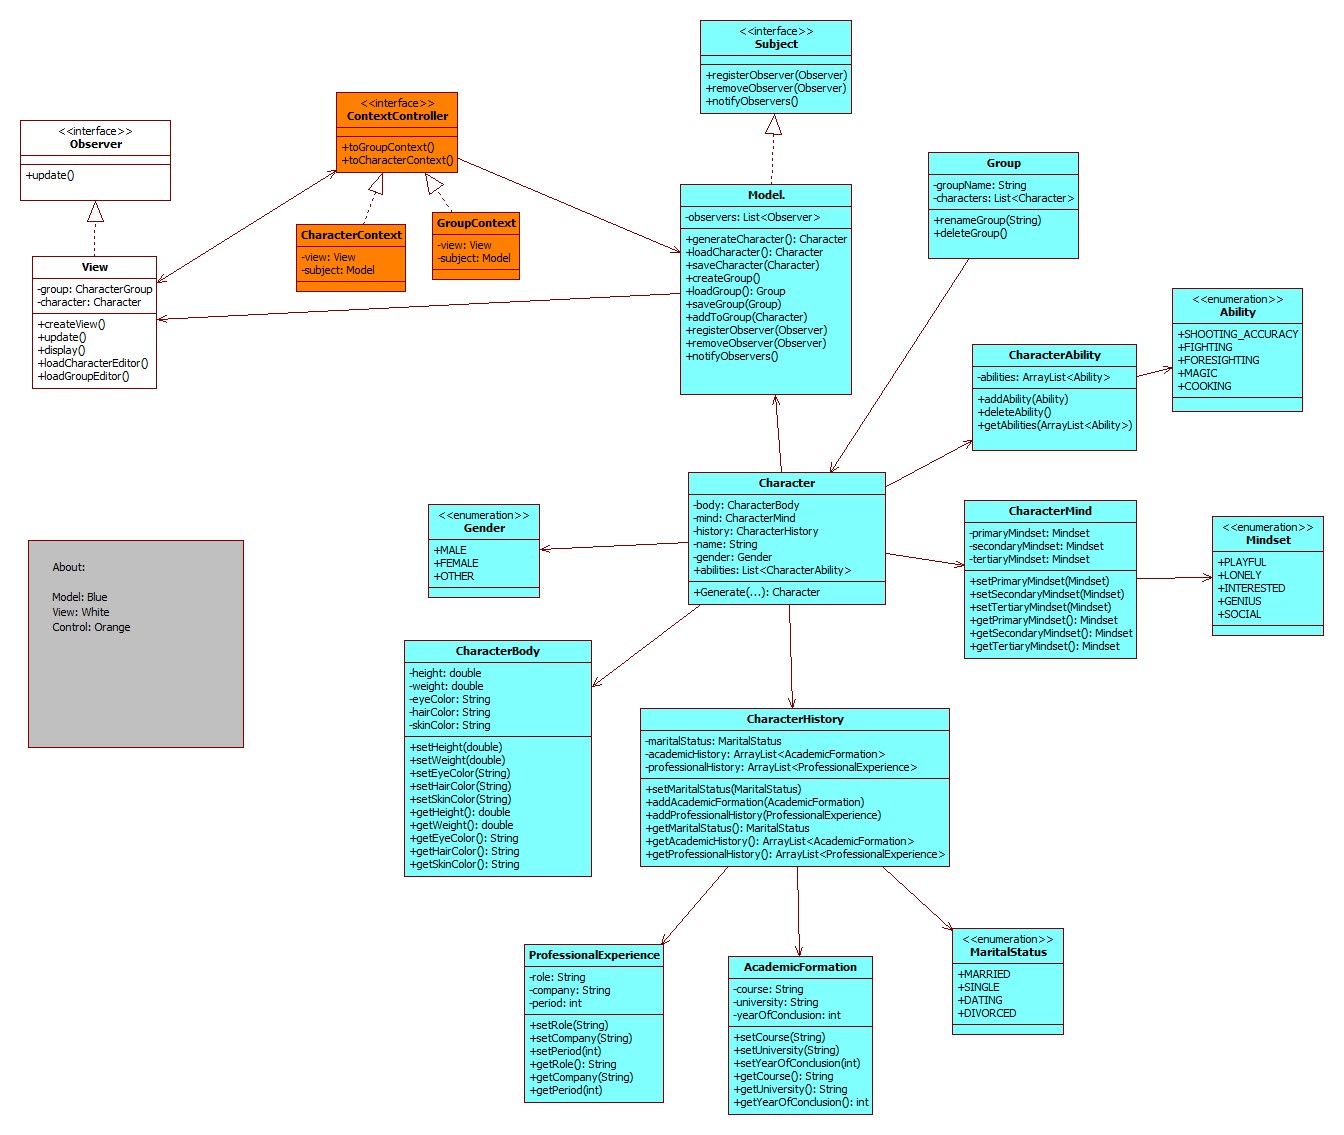 <<interface>>
Subject
+registerObserver(Observer)
+removeObserver(Observer)
+notifyObservers()
<<interface>>
ContextController
+toGroupContext()
+toCharacterContext()
<<interface>>
Observer
+update()
Group
-groupName: String
-characters: List<Character>
+renameGroup(String)
+deleteGroup()
Model.
-observers: List<Observer>
+generateCharacter(): Character
+loadCharacter(): Character
+saveCharacter(Character)
+createGroup()
+loadGroup(): Group
+saveGroup(Group)
+addToGroup(Character)
+registerObserver(Observer)
+removeObserver(Observer)
+notifyObservers()
CharacterContext
-view: View
-subject: Model
GroupContext
-view: View
-subject: Model
View
-group: CharacterGroup
-character: Character
+createView()
+update()
+display()
+loadCharacterEditor()
+loadGroupEditor()
<<enumeration>>
Ability
+SHOOTING_ACCURACY
+FIGHTING
+FORESIGHTING
+MAGIC
+COOKING
CharacterAbility
-abilities: ArrayList<Ability>
+addAbility(Ability)
+deleteAbility()
+getAbilities(ArrayList<Ability>)
Character
-body: CharacterBody
-mind: CharacterMind
-history: CharacterHistory
-name: String
-gender: Gender
+abilities: List<CharacterAbility>
+Generate(...): Character
<<enumeration>>
Gender
+MALE
+FEMALE
+OTHER
CharacterMind
-primaryMindset: Mindset
-secondaryMindset: Mindset
-tertiaryMindset: Mindset
+setPrimaryMindset(Mindset)
+setSecondaryMindset(Mindset)
+setTertiaryMindset(Mindset)
+getPrimaryMindset(): Mindset
+getSecondaryMindset(): Mindset
+getTertiaryMindset(): Mindset
<<enumeration>>
Mindset
+PLAYFUL
+LONELY
+INTERESTED
+GENIUS
+SOCIAL
About:
Model: Blue
View: White
Control: Orange
CharacterBody
-height: double
-weight: double
-eyeColor: String
-hairColor: String
-skinColor: String
+setHeight(double)
+setWeight(double)
+setEyeColor(String)
+setHairColor(String)
+setSkinColor(String)
+getHeight(): double
+getWeight(): double
+getEyeColor(): String
+getHairColor(): String
+getSkinColor(): String
CharacterHistory
-maritalStatus: MaritalStatus
-academicHistory: ArrayList<AcademicFormation>
-professionalHistory: ArrayList<ProfessionalExperience>
+setMaritalStatus(MaritalStatus)
+addAcademicFormation(AcademicFormation)
+addProfessionalHistory(ProfessionalExperience)
+getMaritalStatus(): MaritalStatus
+getAcademicHistory(): ArrayList<AcademicFormation>
+getProfessionalHistory(): ArrayList<ProfessionalExperience>
ProfessionalExperience
-role: String
-company: String
-period: int
+setRole(String)
+setCompany(String)
+setPeriod(int)
+getRole(): String
+getCompany(String)
+getPeriod(int)
AcademicFormation
-course: String
-university: String
-yearOfConclusion: int
+setCourse(String)
+setUniversity(String)
+setYearOfConclusion(int)
+getCourse(): String
+getUniversity(): String
+getYearOfConclusion(): int
<<enumeration>>
MaritalStatus
+MARRIED
+SINGLE
+DATING
+DIVORCED